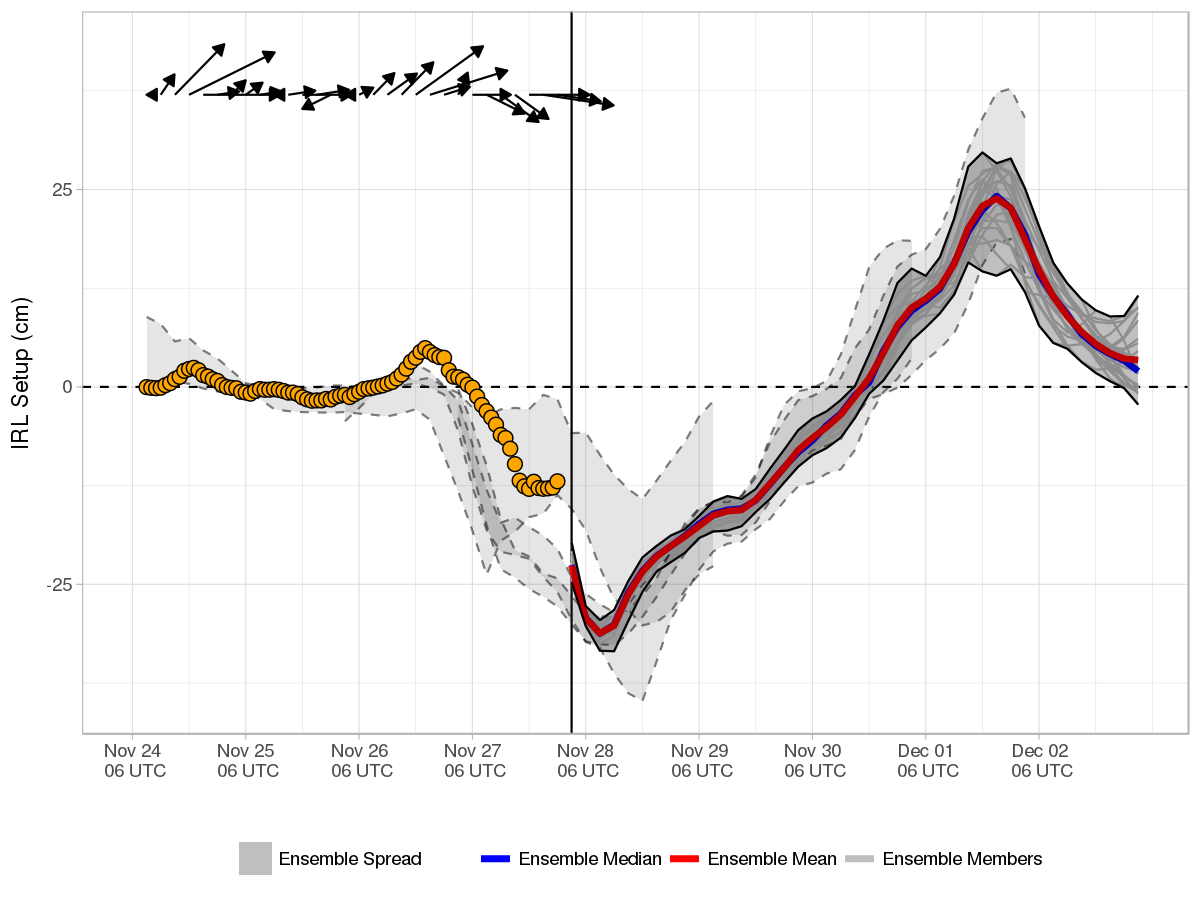 IRL Setup (cm)
25
0
-25
Nov 24 Nov 25 Nov 26 Nov 27 Nov 28 Nov 29 Nov 30 Dec 01 Dec 02
06 UTC 06 UTC 06 UTC 06 UTC 06 UTC 06 UTC 06 UTC 06 UTC 06 UTC
Ensemble Spread Ensemble Median Ensemble Mean Ensemble Members